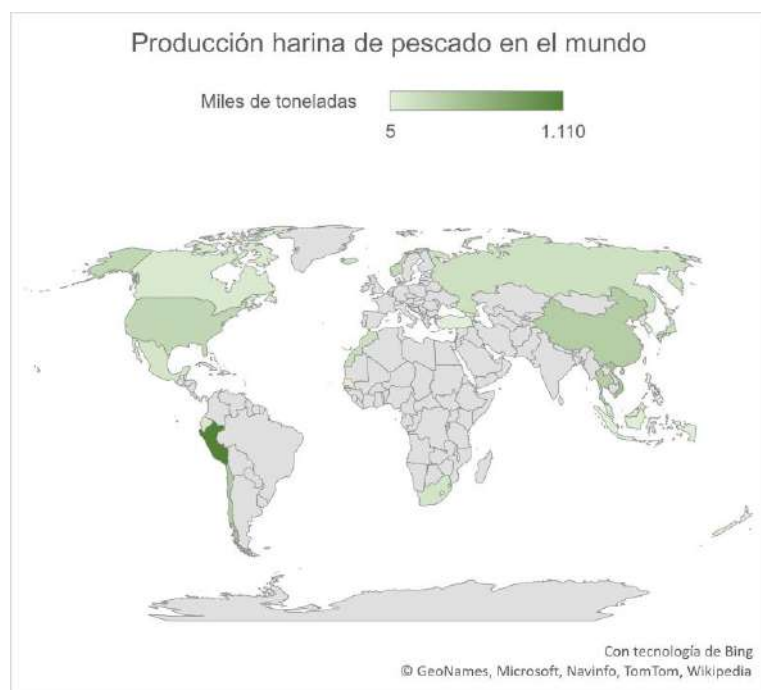 Producción harina de pescado en el mundo
Miles de toneladas
5
1.110
Con tecnología de Bing
© GeoNames, Microsoft, Navinfo, TomTom, Wikipedia